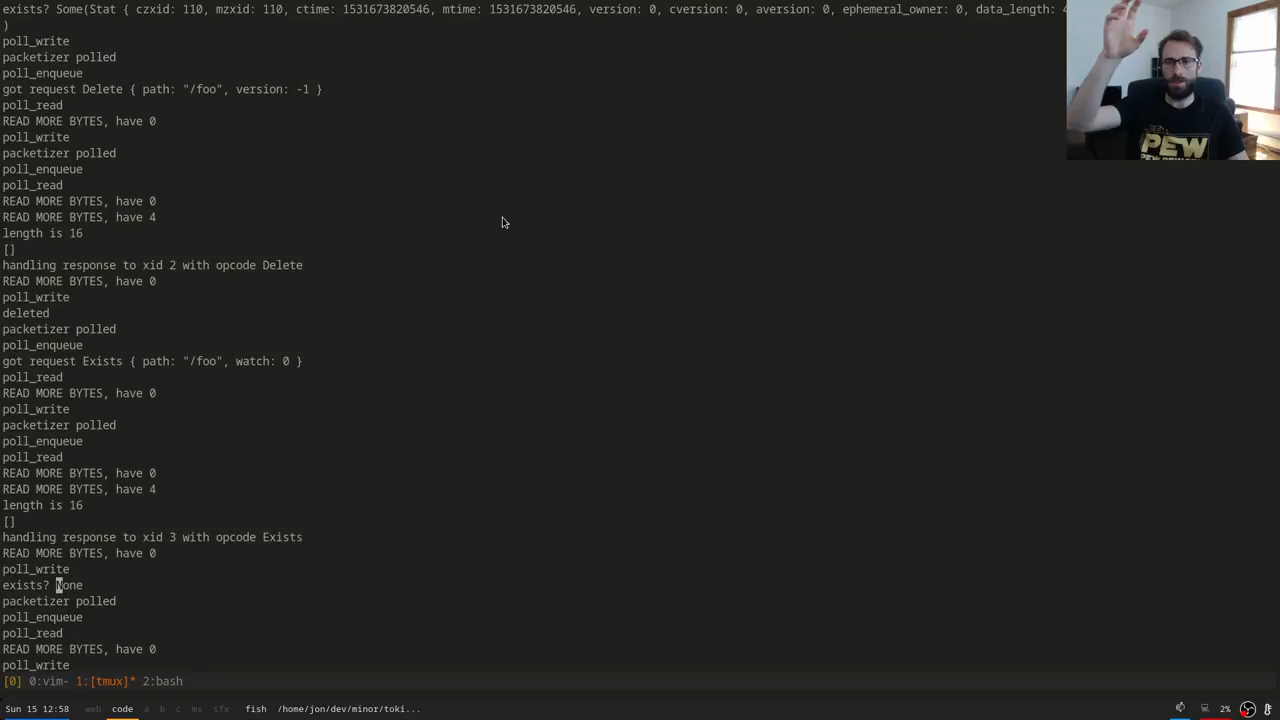 exists? Some(Stat { czxid: 110, mzxid: 110, ctime: 1531673820546, mtime: 1531673820546, version: 0, cversion: 0, aversion: 0, ephemeral_owner: 0, data_length: 4
)
poll_write
packetizer polled
poll_enqueue
got request Delete { path: "/foo", version: -1 }
poll_read
READ MORE BYTES, have 0
poll_write
packetizer polled
poll_enqueue
poll_read
READ MORE BYTES, have 0
READ MORE BYTES, have 4
length is 16
[]
handling response to xid 2 with opcode Delete
READ MORE BYTES, have 0
poll_write
deleted
packetizer polled
poll_enqueue
got request Exists { path: "/foo", watch: 0 }
poll_read
READ MORE BYTES, have 0
poll_write
packetizer polled
poll_enqueue
poll_read
READ MORE BYTES, have 0
READ MORE BYTES, have 4
length is 16
[]
handling response to xid 3 with opcode Exists
READ MORE BYTES, have 0
poll_write
exists? None
packetizer polled
poll_enqueue
poll_read
READ MORE BYTES, have 0
poll_write
[0] 0:vim- 1:[tmux]* 2:bash
Sun 15 12:58 web code a b c mx sfx fish /home/jon/dev/minor/toki... 2%
PEW